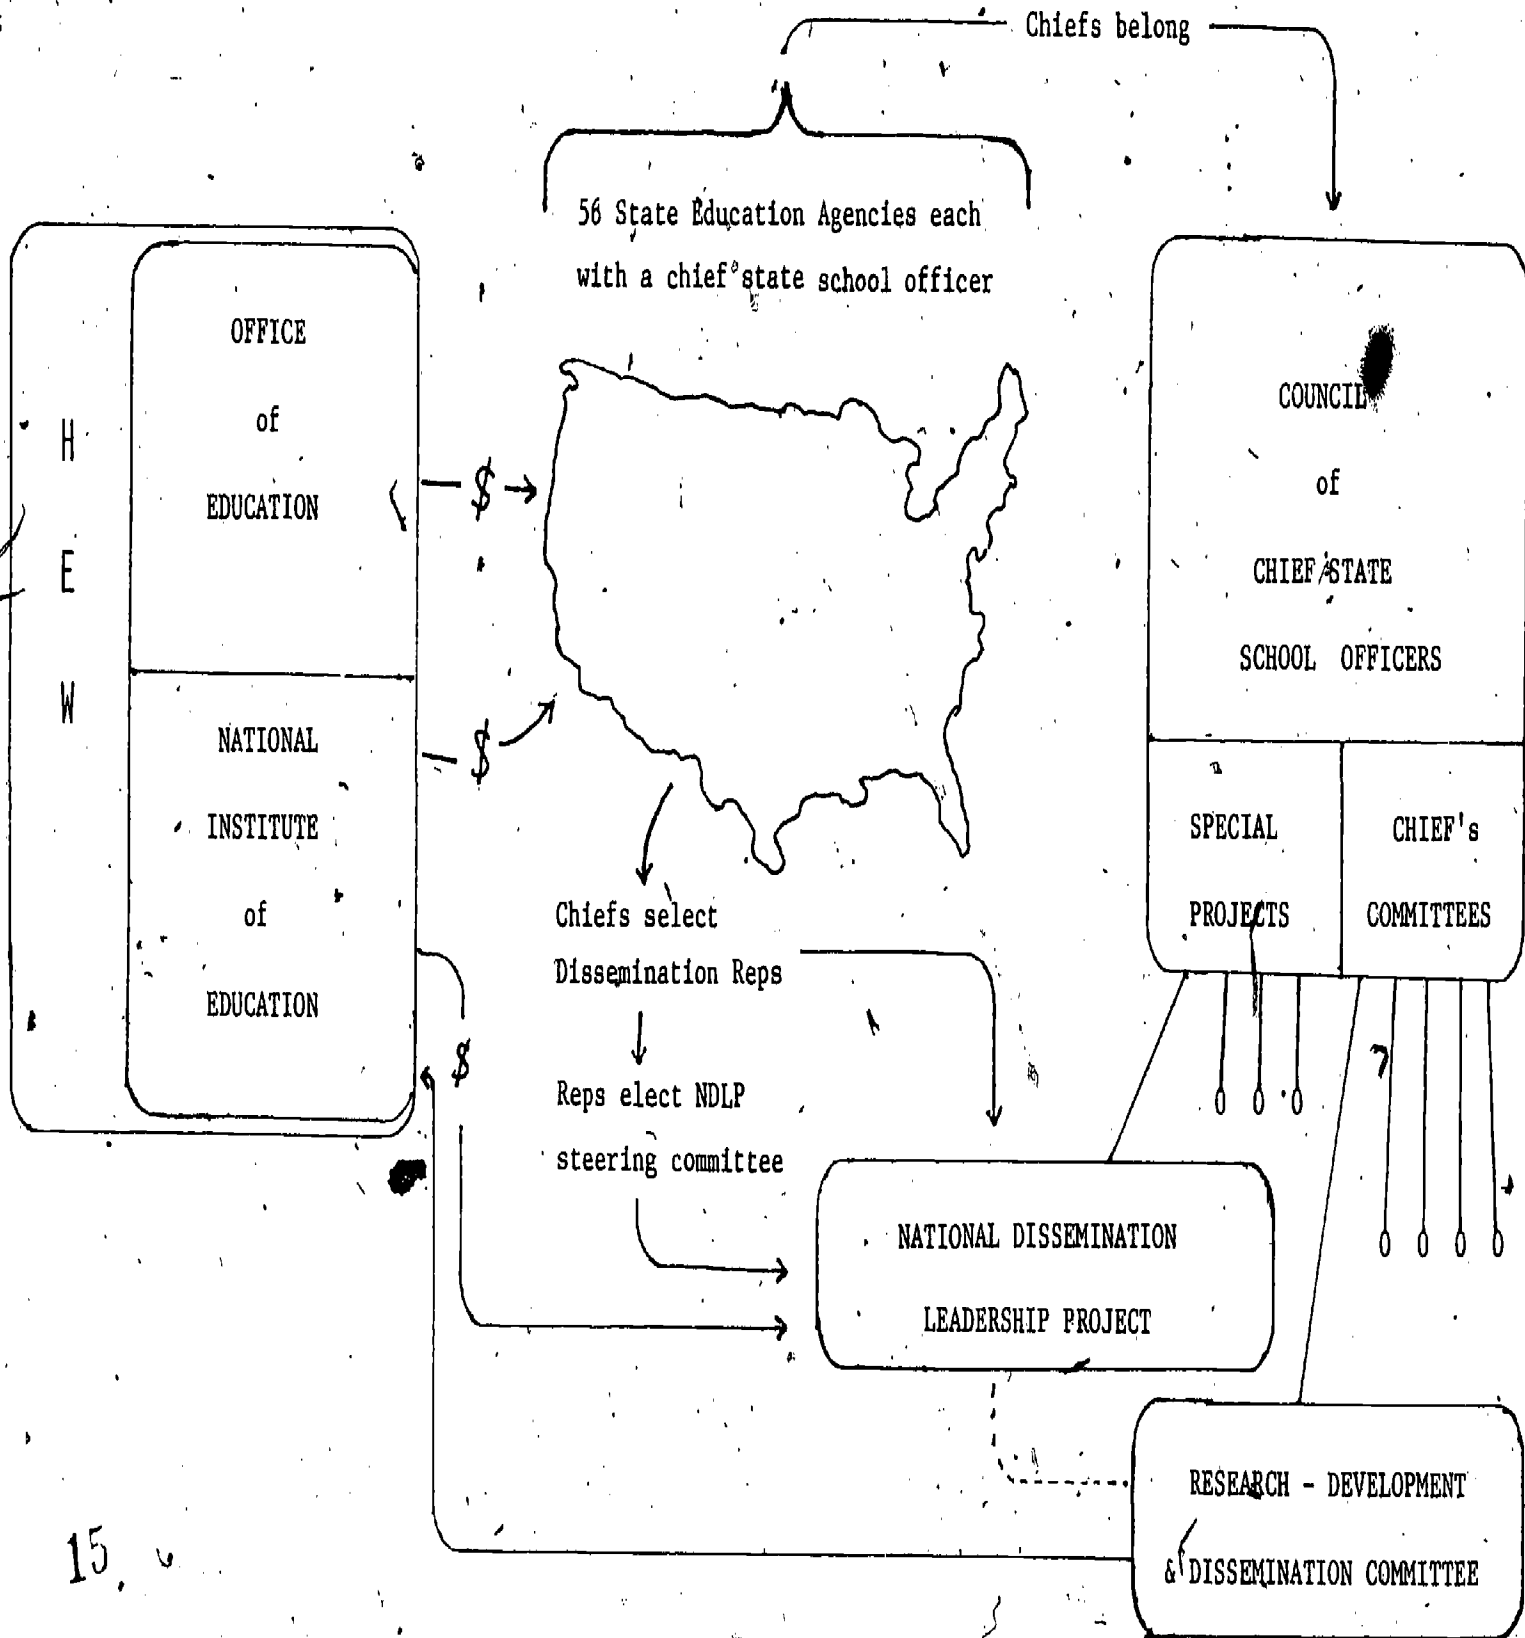 Chiefs belong
56 State Education Agencies each
with a chief state school officer
H
E
W
OFFICE
of
EDUCATION
$
NATIONAL
INSTITUTE
of
EDUCATION
$
$
COUNCIL
of
CHIEF STATE
SCHOOL OFFICERS
SPECIAL
PROJECTS
CHIEF's
COMMITTEES
Chiefs select
Dissemination Reps
Reps elect NDLP
steering committee
NATIONAL DISSEMINATION
LEADERSHIP PROJECT
RESEARCH - DEVELOPMENT
& DISSEMINATION COMMITTEE
15